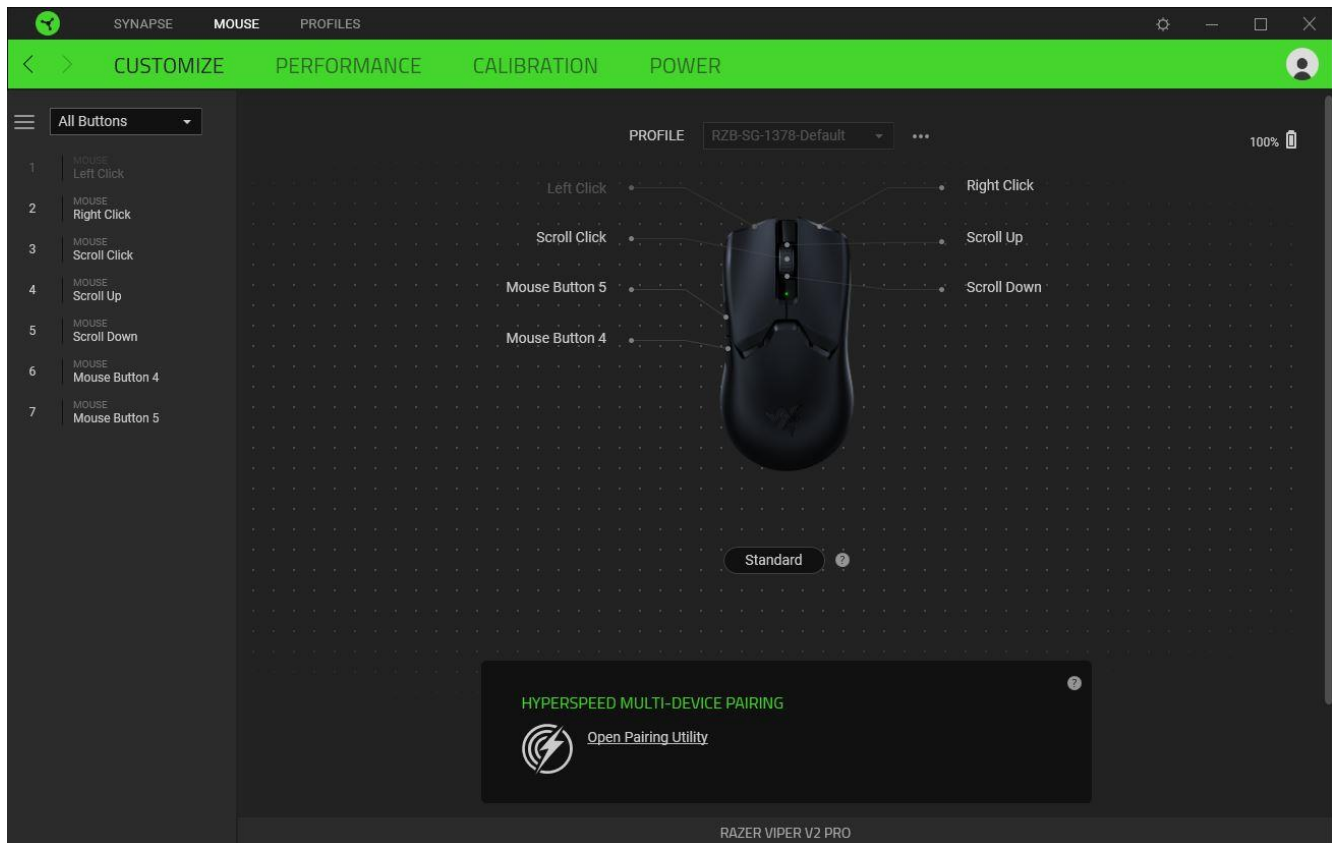 SYNAPSE MOUSE PROFILES
CUSTOMIZE PERFORMANCE CALIBRATION POWER
All Buttons
PROFILE RZB-SG-1378-Default
100%
1 MOUSE
Left Click
2 MOUSE
Right Click
3 MOUSE
Scroll Click
4 MOUSE
Scroll Up
5 MOUSE
Scroll Down
6 MOUSE
Mouse Button 4
7 MOUSE
Mouse Button 5
Left Click
Scroll Click
Mouse Button 5
Mouse Button 4
Right Click
Scroll Up
Scroll Down
Standard ?
?
HYPERSPEED MULTI-DEVICE PAIRING
Open Pairing Utility
RAZER VIPER V2 PRO